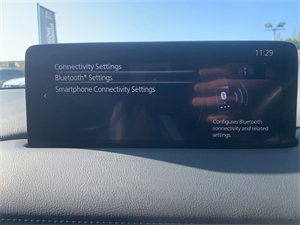 11:29
Connectivity Settings
Bluetooth® Settings
Smartphone Connectivity Settings
Configures Bluetooth
connectivity and related
settings.